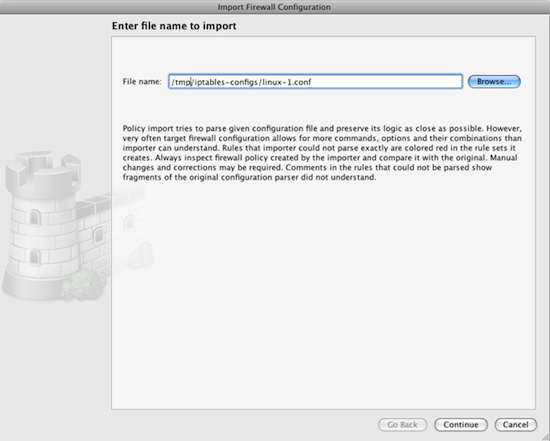 Import Firewall Configuration
Enter file name to import
File name: /tmp/iptables-configs/linux-1.conf Browse...
Policy import tries to parse given configuration file and preserve its logic as close as possible. However,
very often target firewall configuration allows for more commands, options and their combinations than
importer can understand. Rules that importer could not parse exactly are colored red in the rule sets it
creates. Always inspect firewall policy created by the importer and compare it with the original. Manual
changes and corrections may be required. Comments in the rules that could not be parsed show
fragments of the original configuration parser did not understand.
Go Back Continue Cancel